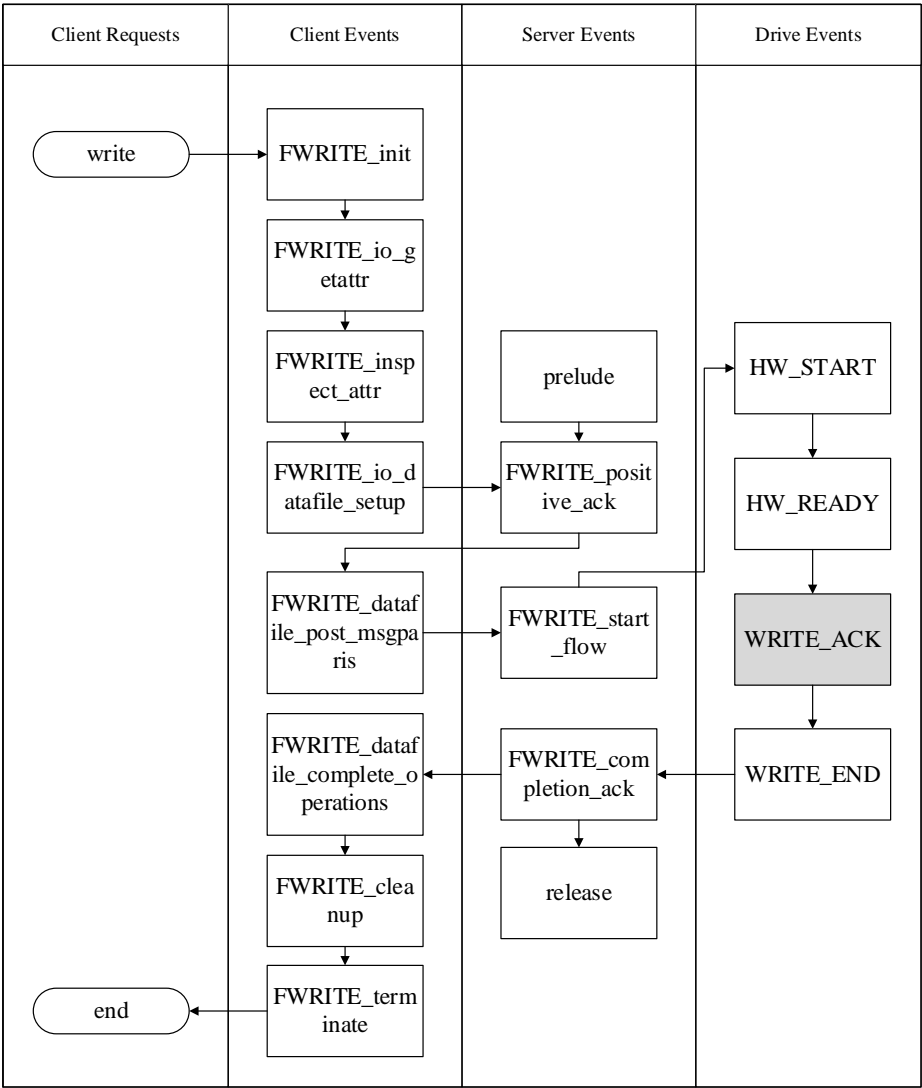 Client Requests
Client Events
Server Events
Drive Events
write
FWRITE_init
FWRITE_io_g
etattr
FWRITE_insp
ect_attr
prelude
HW_START
FWRITE_io_d
atafile_setup
FWRITE_posit
ive_ack
HW_READY
FWRITE_dataf
ile_post_msgpa
ris
FWRITE_start
_flow
WRITE_ACK
FWRITE_dataf
ile_complete_o
perations
FWRITE_com
pletion_ack
WRITE_END
FWRITE_clea
nup
release
FWRITE_term
inate
end